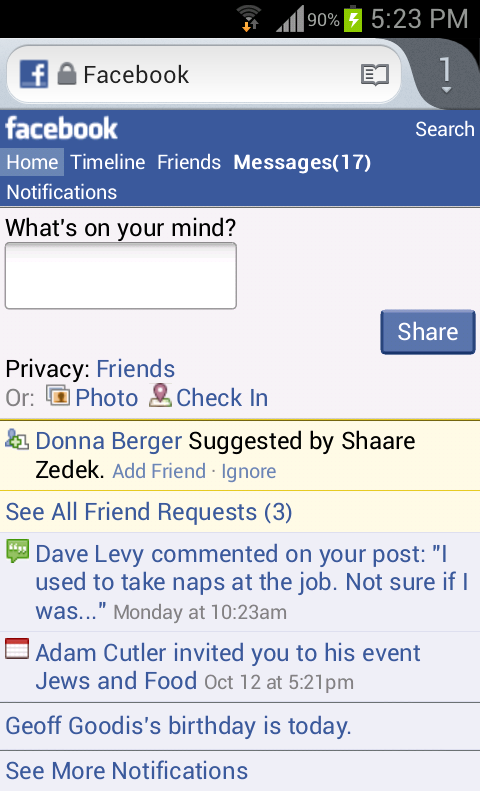 90% 5:23 PM
Facebook 1
facebook Search
Home Timeline Friends Messages(17)
Notifications
What's on your mind?
Share
Privacy: Friends
Or: Photo Check In
Donna Berger Suggested by Shaare
Zedek. Add Friend · Ignore
See All Friend Requests (3)
Dave Levy commented on your post: "I
used to take naps at the job. Not sure if I
was..." Monday at 10:23am
Adam Cutler invited you to his event
Jews and Food Oct 12 at 5:21pm
Geoff Goodis's birthday is today.
See More Notifications